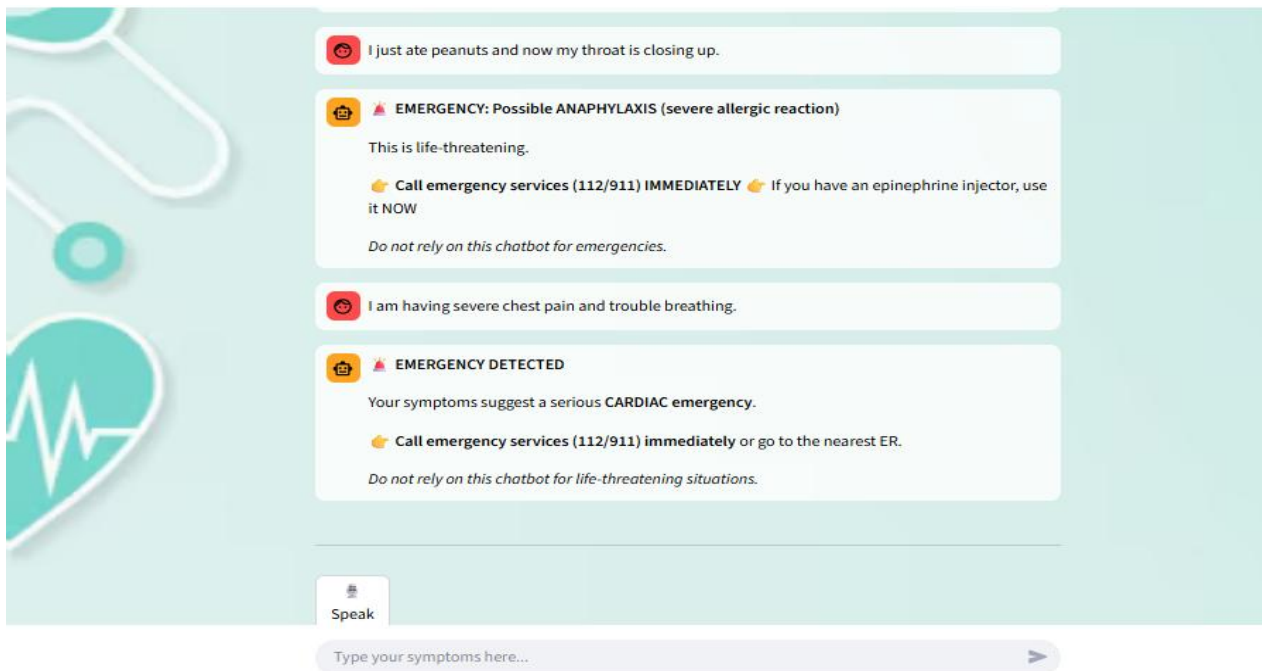 I just ate peanuts and now my throat is closing up.
🚨 EMERGENCY: Possible ANAPHYLAXIS (severe allergic reaction)
This is life-threatening.
👉 Call emergency services (112/911) IMMEDIATELY 👉 If you have an epinephrine injector, use
it NOW
Do not rely on this chatbot for emergencies.
I am having severe chest pain and trouble breathing.
🚨 EMERGENCY DETECTED
Your symptoms suggest a serious CARDIAC emergency.
👉 Call emergency services (112/911) immediately or go to the nearest ER.
Do not rely on this chatbot for life-threatening situations.
Speak
Type your symptoms here...